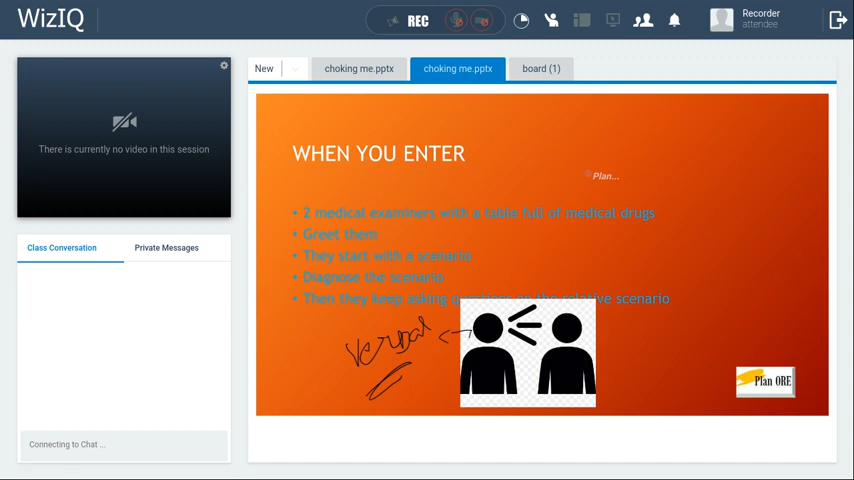 WizIQ
REC
Recorder
attendee
There is currently no video in this session
New
choking me.pptx
choking me.pptx
board (1)
WHEN YOU ENTER
Plan...
• 2 medical examiners with a table full of medical drugs
• Greet them
• They start with a scenario
• Diagnose the scenario
• Then they keep asking questions on the relative scenario
verbal
Plan ORE
Class Conversation
Private Messages
Connecting to Chat ...